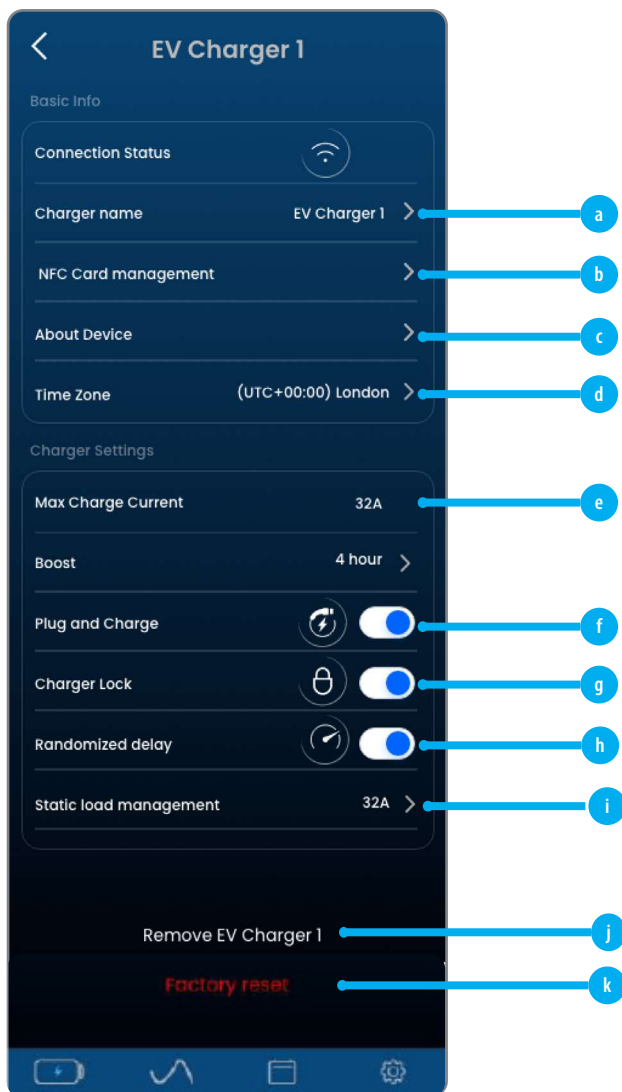 EV Charger 1
Basic Info
Connection Status
Charger name EV Charger 1 a
NFC Card management b
About Device c
Time Zone (UTC+00:00) London d
Charger Settings
Max Charge Current 32A e
Boost 4 hour
Plug and Charge f
Charger Lock g
Randomized delay h
Static load management 32A i
Remove EV Charger 1 j
Factory reset k